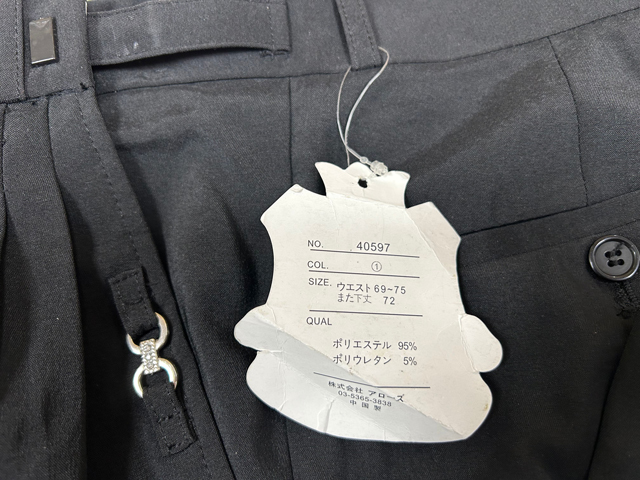 NO. 40597
COL. ①
SIZE. ウエスト 69~75
また下丈 72
QUAL
ポリエステル 95%
ポリウレタン 5%
株式会社 アローズ
03-5365-3838
中国製